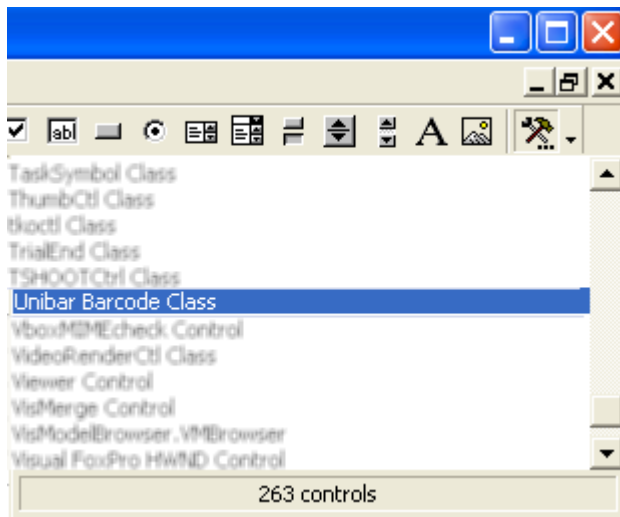 abl
A
TaskSymbol Class
ThumbCtl Class
tkoctl Class
TrialEnd Class
TSHOOTCtrl Class
Unibar Barcode Class
VboxMIMEcheck Control
VideoRenderCtl Class
Viewer Control
VisMerge Control
VisModelBrowser.VMBrowser
Visual FoxPro HWND Control
263 controls